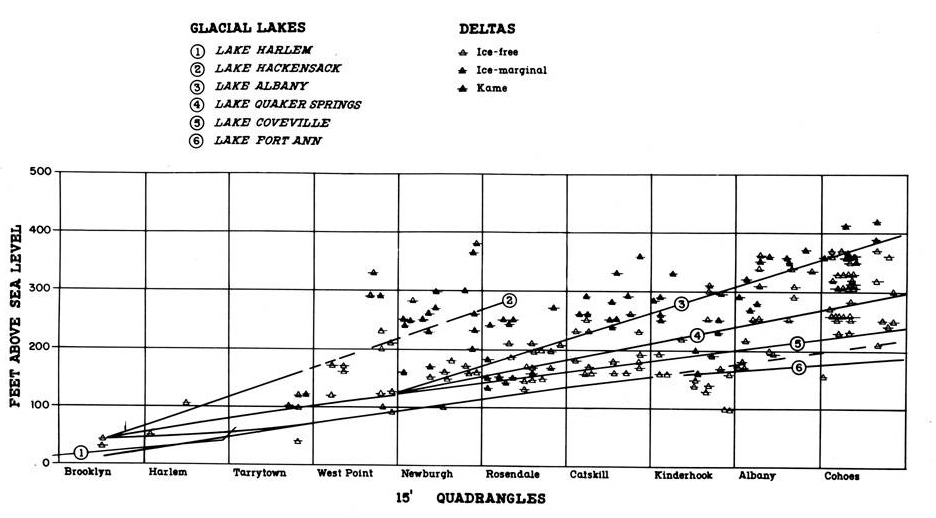 GLACIAL LAKES
① LAKE HARLEM
② LAKE HACKENSACK
③ LAKE ALBANY
④ LAKE QUAKER SPRINGS
⑤ LAKE COVEVILLE
⑥ LAKE FORT ANN
DELTAS
Ice-free
Ice-marginal
Kame
FEET ABOVE SEA LEVEL
500
400
300
200
100
0
②
③
④
⑤
⑥
①
Brooklyn Harlem Tarrytown West Point Newburgh Rosendale Catskill Kinderhook Albany Cohoes
15' QUADRANGLES